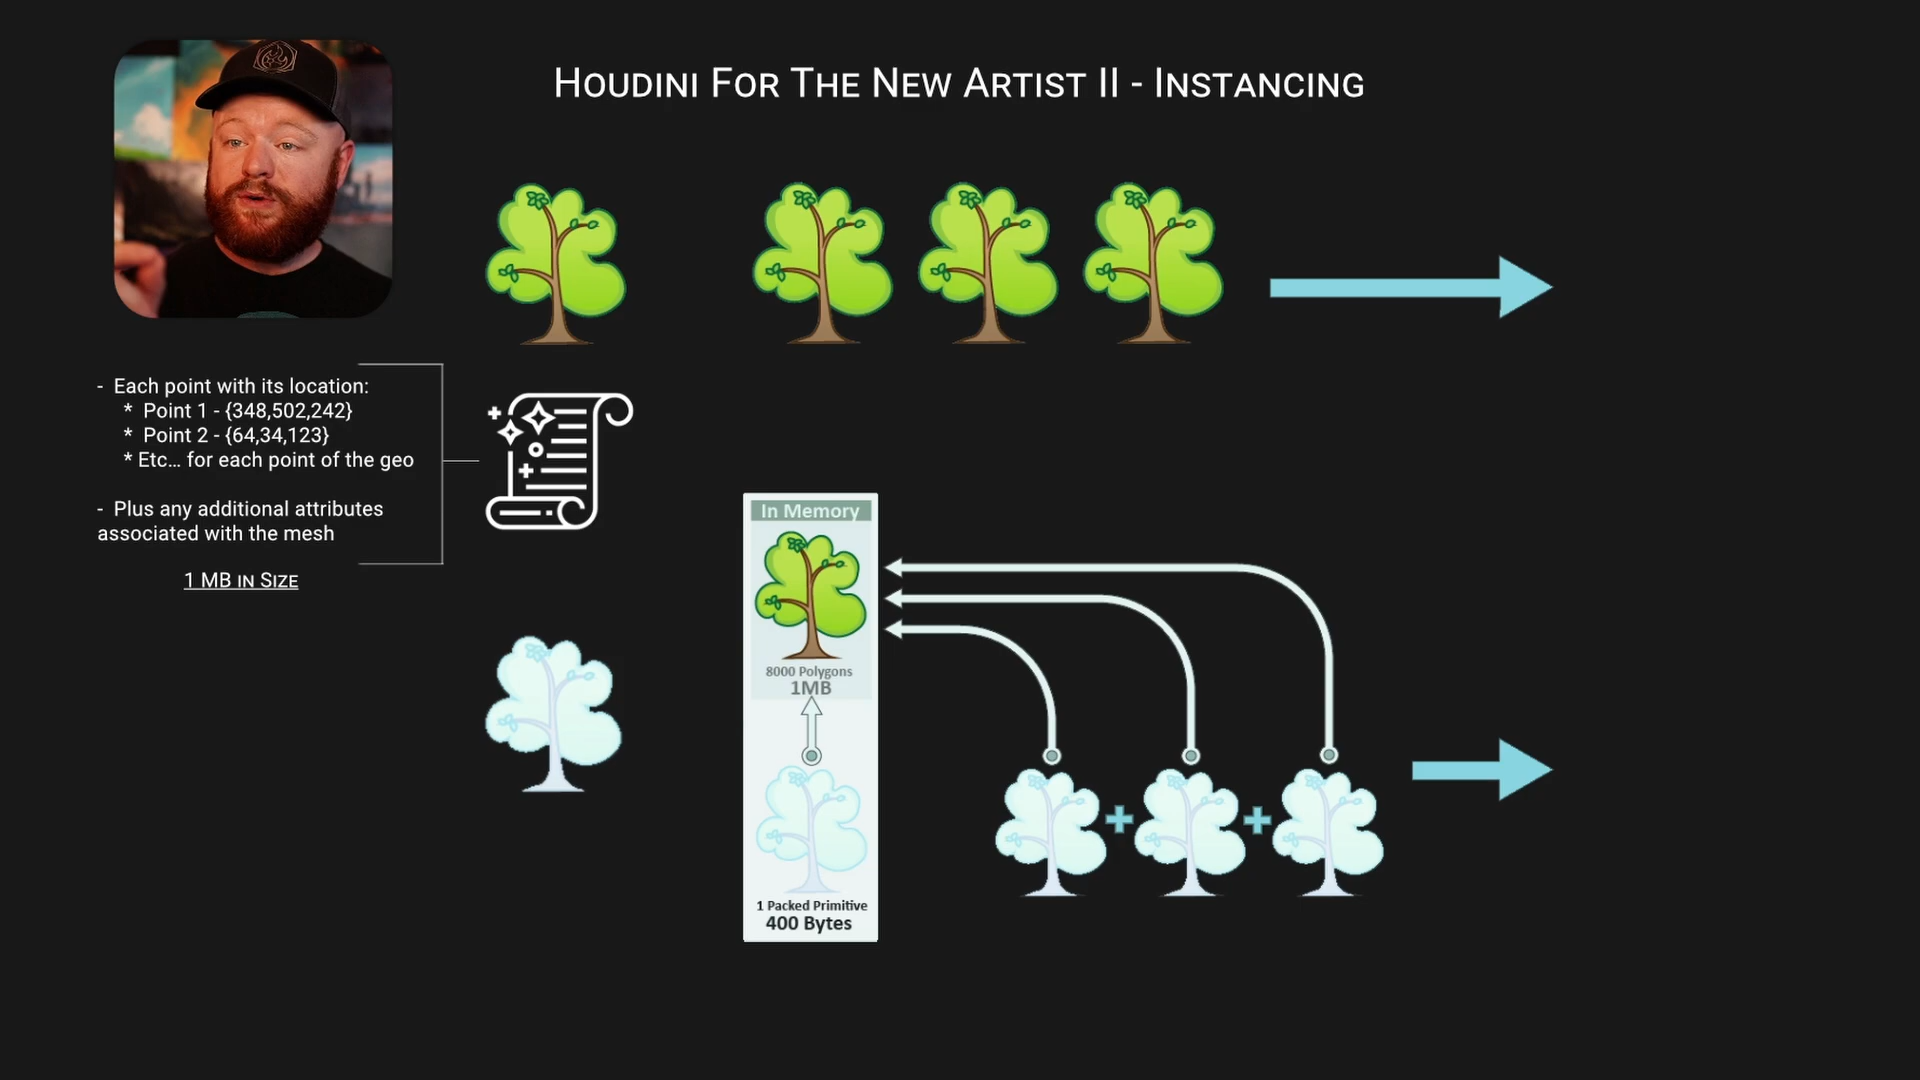 Houdini For The New Artist II - Instancing
- Each point with its location:
* Point 1 - {348,502,242}
* Point 2 - {64,34,123}
* Etc... for each point of the geo
- Plus any additional attributes
associated with the mesh
1 MB in Size
In Memory
8000 Polygons
1MB
1 Packed Primitive
400 Bytes